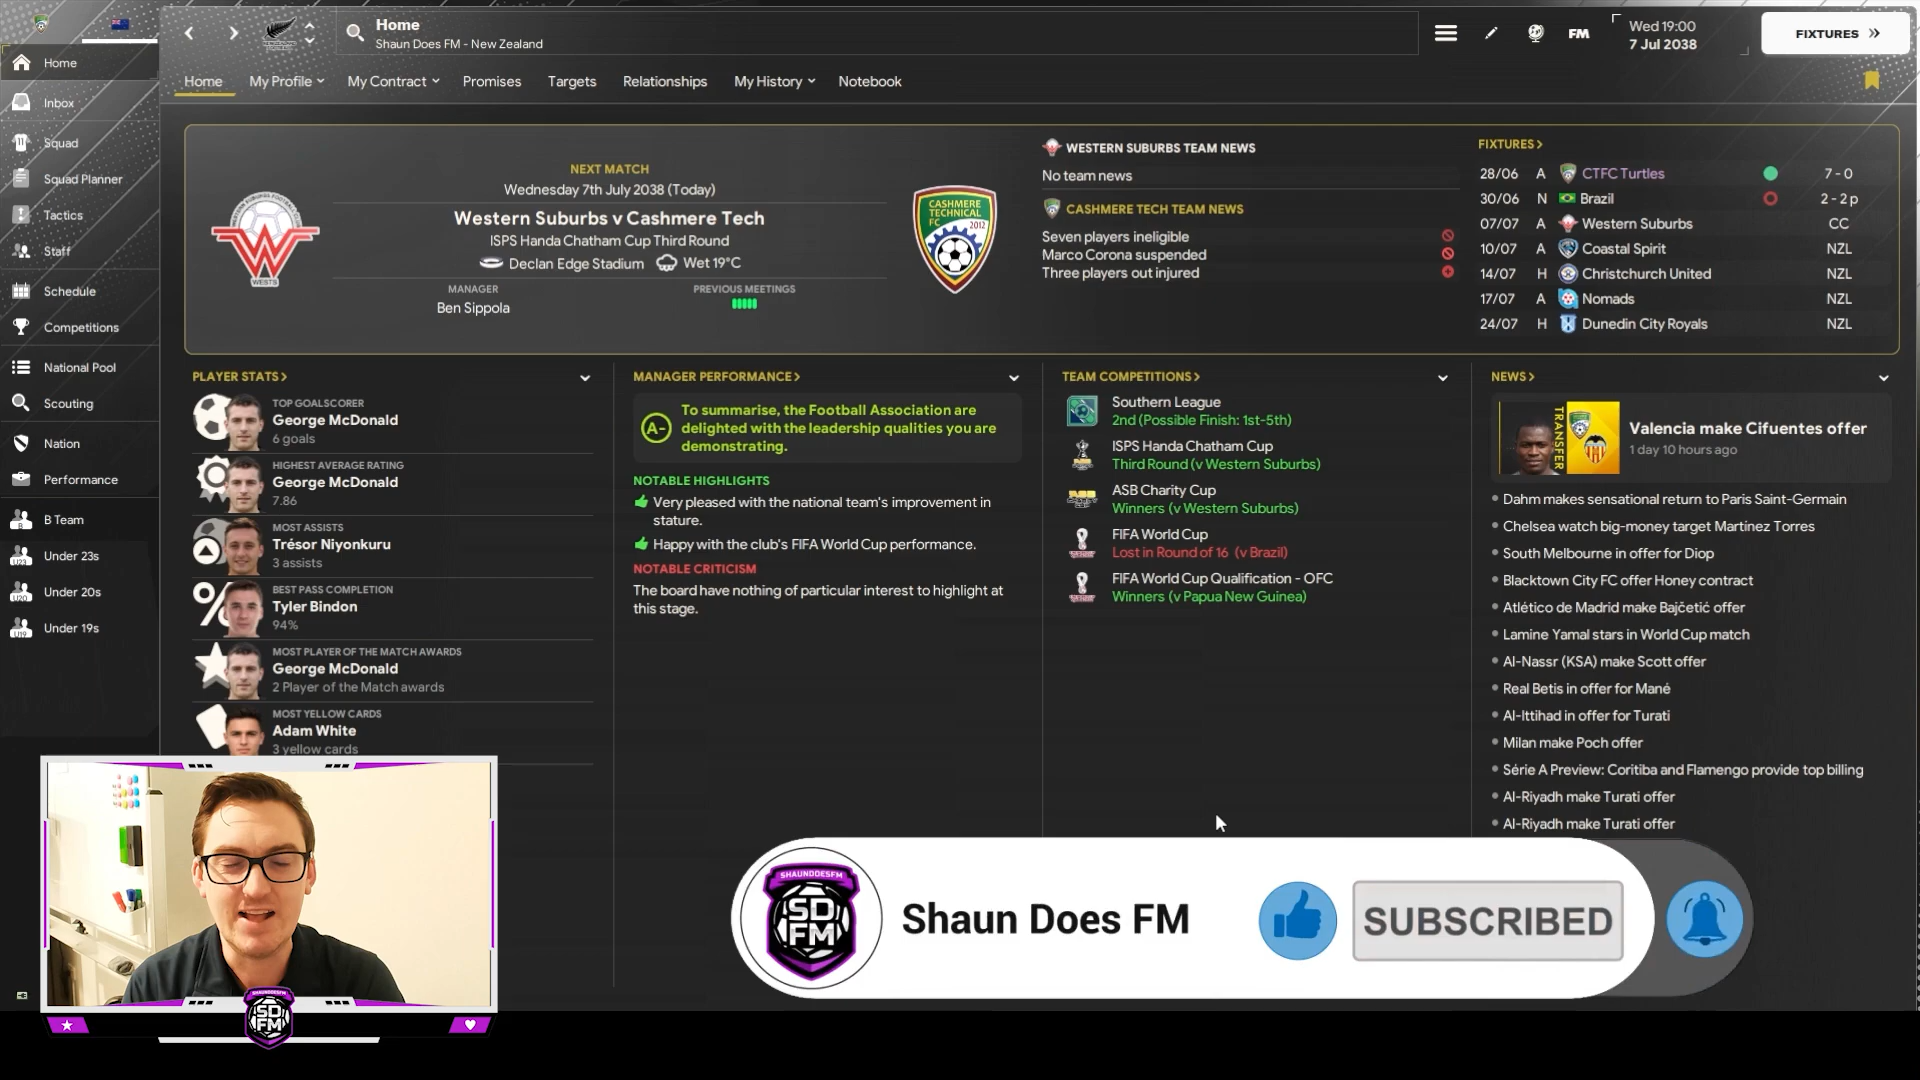 Home
Shaun Does FM - New Zealand
FM
Wed 19:00
7 Jul 2038
FIXTURES
Home
My Profile
My Contract
Promises
Targets
Relationships
My History
Notebook
Home
Inbox
Squad
Squad Planner
Tactics
Staff
Schedule
Competitions
National Pool
Scouting
Nation
Performance
B Team
Under 23s
Under 20s
Under 19s
NEXT MATCH
Wednesday 7th July 2038 (Today)
Western Suburbs v Cashmere Tech
ISPS Handa Chatham Cup Third Round
Declan Edge Stadium
Wet 19°C
MANAGER
Ben Sippola
PREVIOUS MEETINGS
WESTS
CASHMERE
TECHNICAL
FC
2012
WESTERN SUBURBS TEAM NEWS
No team news
CASHMERE TECH TEAM NEWS
Seven players ineligible
Marco Corona suspended
Three players out injured
FIXTURES>
28/06 A CTFC Turtles 7 - 0
30/06 N Brazil 2 - 2 p
07/07 A Western Suburbs CC
10/07 A Coastal Spirit NZL
14/07 H Christchurch United NZL
17/07 A Nomads NZL
24/07 H Dunedin City Royals NZL
PLAYER STATS>
TOP GOALSCORER
George McDonald
6 goals
HIGHEST AVERAGE RATING
George McDonald
7.86
MOST ASSISTS
Trésor Niyonkuru
3 assists
BEST PASS COMPLETION
Tyler Bindon
94%
MOST PLAYER OF THE MATCH AWARDS
George McDonald
2 Player of the Match awards
MOST YELLOW CARDS
Adam White
3 yellow cards
MANAGER PERFORMANCE>
A-
To summarise, the Football Association are
delighted with the leadership qualities you are
demonstrating.
NOTABLE HIGHLIGHTS
Very pleased with the national team's improvement in
stature.
Happy with the club's FIFA World Cup performance.
NOTABLE CRITICISM
The board have nothing of particular interest to highlight at
this stage.
TEAM COMPETITIONS>
Southern League
2nd (Possible Finish: 1st-5th)
ISPS Handa Chatham Cup
Third Round (v Western Suburbs)
ASB Charity Cup
Winners (v Western Suburbs)
FIFA World Cup
Lost in Round of 16 (v Brazil)
FIFA World Cup Qualification - OFC
Winners (v Papua New Guinea)
NEWS>
TRANSFER
Valencia make Cifuentes offer
1 day 10 hours ago
Dahm makes sensational return to Paris Saint-Germain
Chelsea watch big-money target Martínez Torres
South Melbourne in offer for Diop
Blacktown City FC offer Honey contract
Atlético de Madrid make Bajčetić offer
Lamine Yamal stars in World Cup match
Al-Nassr (KSA) make Scott offer
Real Betis in offer for Mané
Al-Ittihad in offer for Turati
Milan make Poch offer
Série A Preview: Coritiba and Flamengo provide top billing
Al-Riyadh make Turati offer
Al-Riyadh make Turati offer
SHAUNDOESFM
SD
FM
Shaun Does FM
SUBSCRIBED
SHAUNDOESFM
SD
FM